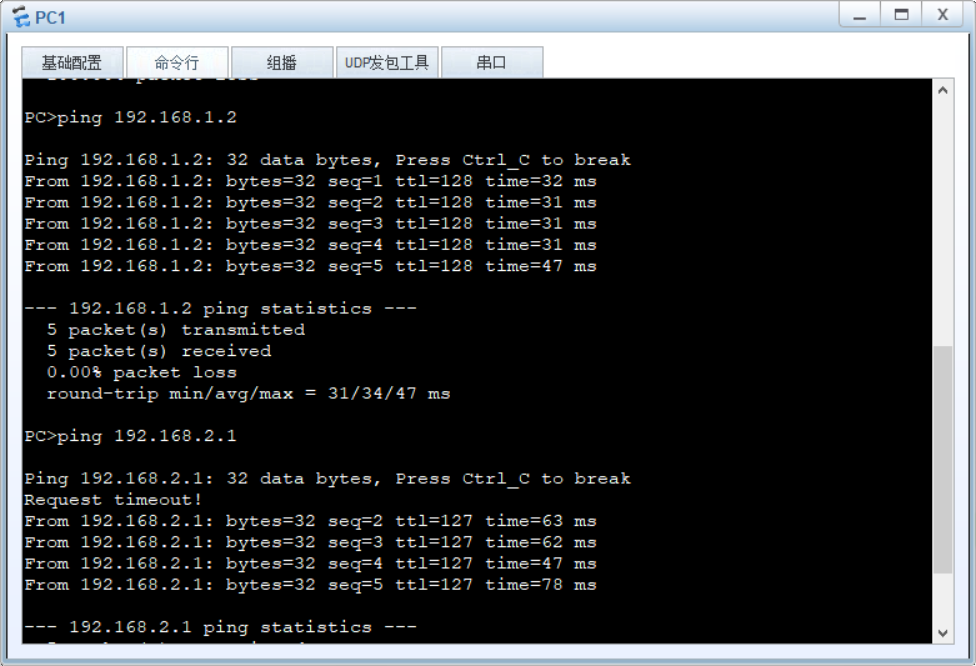 PC1
基础配置 命令行 组播 UDP发包工具 串口
PC>ping 192.168.1.2
Ping 192.168.1.2: 32 data bytes, Press Ctrl_C to break
From 192.168.1.2: bytes=32 seq=1 ttl=128 time=32 ms
From 192.168.1.2: bytes=32 seq=2 ttl=128 time=31 ms
From 192.168.1.2: bytes=32 seq=3 ttl=128 time=31 ms
From 192.168.1.2: bytes=32 seq=4 ttl=128 time=31 ms
From 192.168.1.2: bytes=32 seq=5 ttl=128 time=47 ms
--- 192.168.1.2 ping statistics ---
5 packet(s) transmitted
5 packet(s) received
0.00% packet loss
round-trip min/avg/max = 31/34/47 ms
PC>ping 192.168.2.1
Ping 192.168.2.1: 32 data bytes, Press Ctrl_C to break
Request timeout!
From 192.168.2.1: bytes=32 seq=2 ttl=127 time=63 ms
From 192.168.2.1: bytes=32 seq=3 ttl=127 time=62 ms
From 192.168.2.1: bytes=32 seq=4 ttl=127 time=47 ms
From 192.168.2.1: bytes=32 seq=5 ttl=127 time=78 ms
--- 192.168.2.1 ping statistics ---